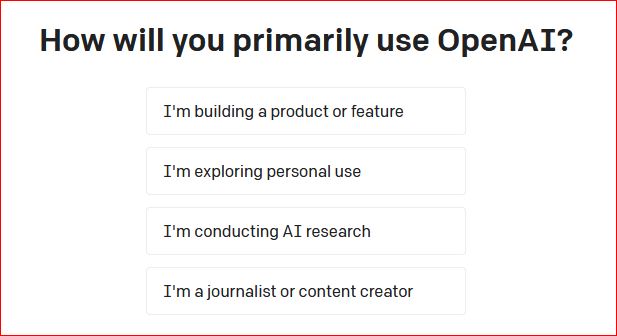 How will you primarily use OpenAI?
I'm building a product or feature
I'm exploring personal use
I'm conducting AI research
I'm a journalist or content creator